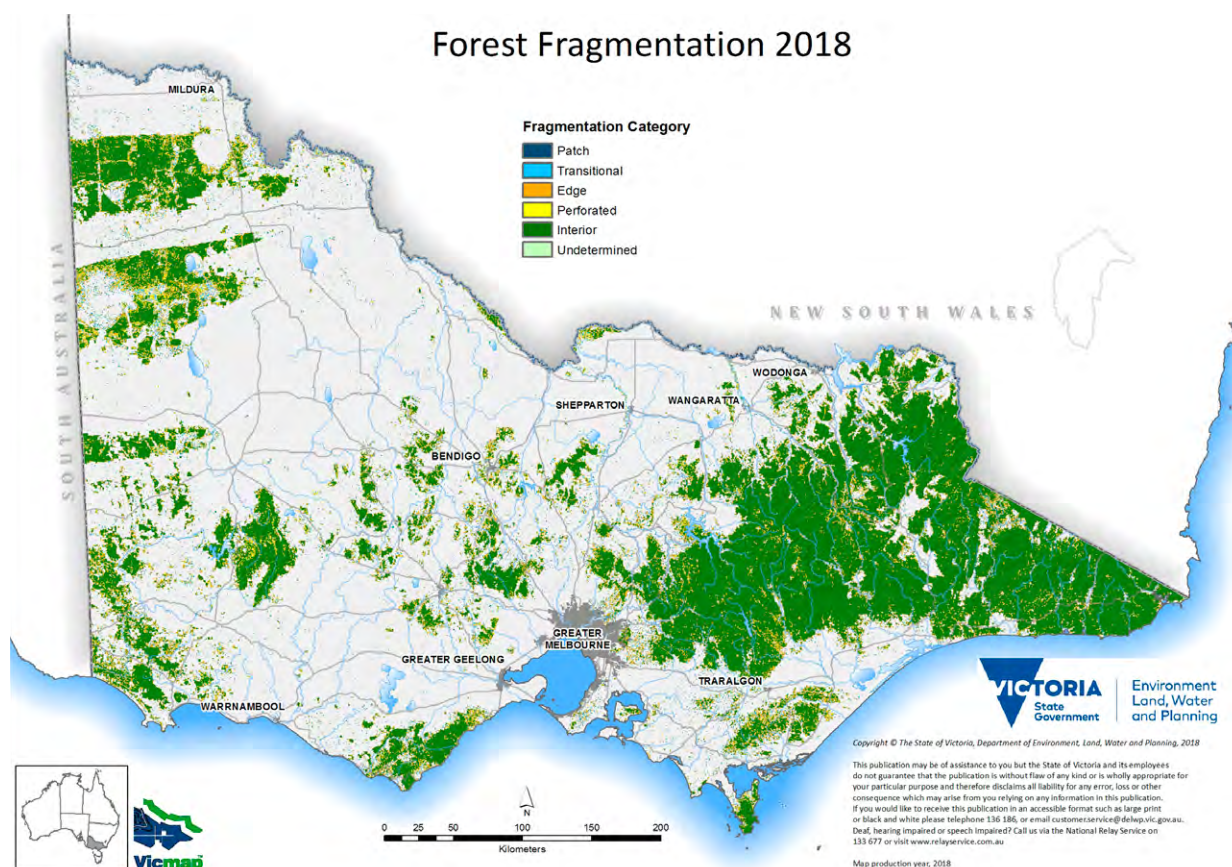 Forest Fragmentation 2018
MILDURA
Fragmentation Category
Patch
Transitional
Edge
Perforated
Interior
Undetermined
SOUTH AUSTRALIA
NEW SOUTH WALES
WODONGA
SHEPPARTON
WANGARATTA
BENDIGO
GREATER
MELBOURNE
GREATER GEELONG
TRARALGON
WARRNAMBOOL
VICTORIA
State
Government
Environment
Land, Water
and Planning
Copyright © The State of Victoria, Department of Environment, Land, Water and Planning, 2018
This publication may be of assistance to you but the State of Victoria and its employees
do not guarantee that the publication is without flaw of any kind or is wholly appropriate for
your particular purpose and therefore disclaims all liability for any error, loss or other
consequence which may arise from you relying on any information in this publication.
If you would like to receive this publication in an accessible format such as large print
or black and white please telephone 136 186, or email customer.service@delwp.vic.gov.au.
Deaf, hearing impaired or speech impaired? Call us via the National Relay Service on
133 677 or visit www.relayservice.com.au
Map production year, 2018
N
0 25 50 100 150 200
Kilometers
Vicmap